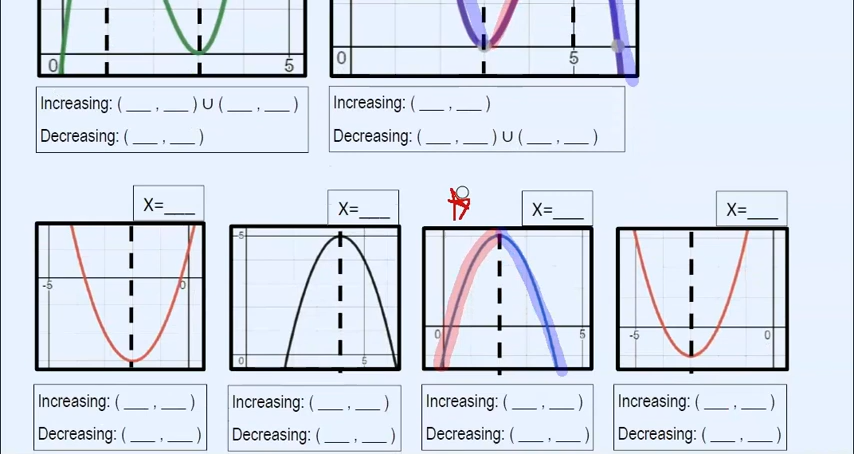 0 5
0 5
Increasing: ( ___ , ___ ) ∪ ( ___ , ___ )
Decreasing: ( ___ , ___ )
Increasing: ( ___ , ___ )
Decreasing: ( ___ , ___ ) ∪ ( ___ , ___ )
X=___
X=___
X=___
X=___
-5 0
5
0 5
0 5
-5 0
Increasing: ( ___ , ___ )
Decreasing: ( ___ , ___ )
Increasing: ( ___ , ___ )
Decreasing: ( ___ , ___ )
Increasing: ( ___ , ___ )
Decreasing: ( ___ , ___ )
Increasing: ( ___ , ___ )
Decreasing: ( ___ , ___ )